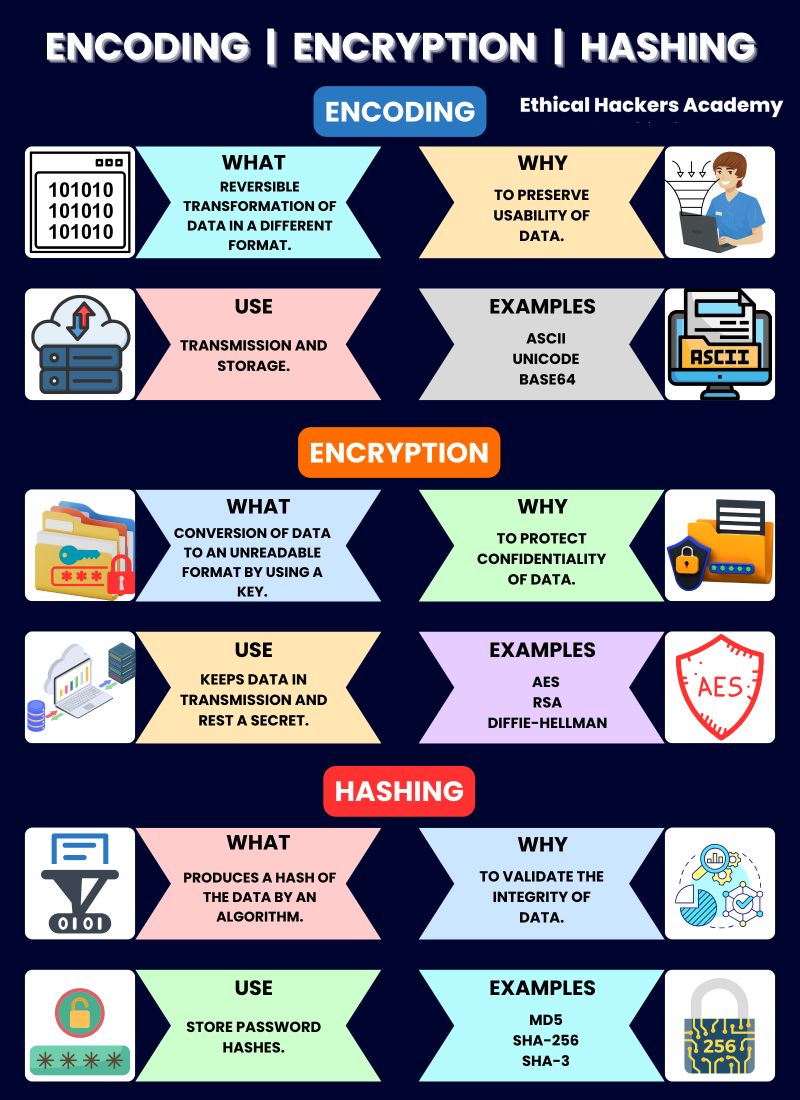 ENCODING | ENCRYPTION | HASHING
ENCODING
Ethical Hackers Academy
WHAT
REVERSIBLE
TRANSFORMATION OF
DATA IN A DIFFERENT
FORMAT.
101010
101010
101010
WHY
TO PRESERVE
USABILITY OF
DATA.
USE
TRANSMISSION AND
STORAGE.
EXAMPLES
ASCII
UNICODE
BASE64
ASCII
ENCRYPTION
WHAT
CONVERSION OF DATA
TO AN UNREADABLE
FORMAT BY USING A
KEY.
WHY
TO PROTECT
CONFIDENTIALITY
OF DATA.
USE
KEEPS DATA IN
TRANSMISSION AND
REST A SECRET.
EXAMPLES
AES
RSA
DIFFIE-HELLMAN
AES
HASHING
WHAT
PRODUCES A HASH OF
THE DATA BY AN
ALGORITHM.
0101
WHY
TO VALIDATE THE
INTEGRITY OF
DATA.
USE
STORE PASSWORD
HASHES.
EXAMPLES
MD5
SHA-256
SHA-3
256